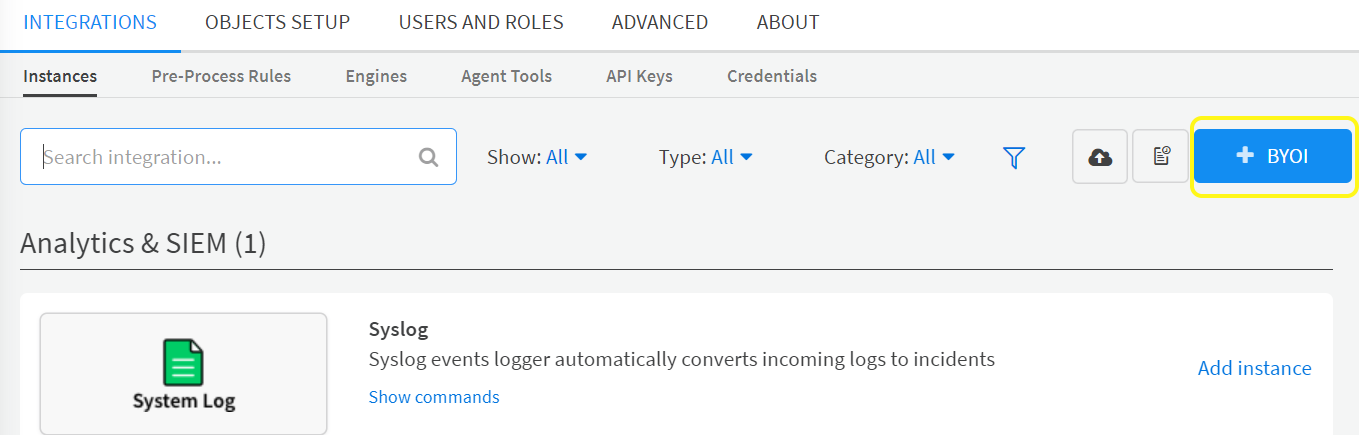 INTEGRATIONS OBJECTS SETUP USERS AND ROLES ADVANCED ABOUT
Instances Pre-Process Rules Engines Agent Tools API Keys Credentials
Search integration... Show: All Type: All Category: All + BYOI
Analytics & SIEM (1)
Syslog
Syslog events logger automatically converts incoming logs to incidents
Add instance
Show commands
System Log